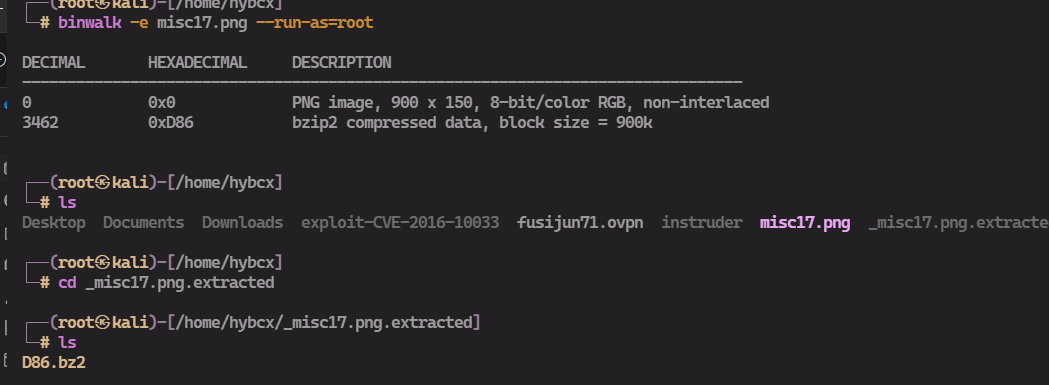 ┌──(root㉿kali)-[/home/hybcx]
└─# binwalk -e misc17.png --run-as=root
DECIMAL       HEXADECIMAL     DESCRIPTION
--------------------------------------------------------------------------------
0             0x0             PNG image, 900 x 150, 8-bit/color RGB, non-interlaced
3462          0xD86           bzip2 compressed data, block size = 900k
┌──(root㉿kali)-[/home/hybcx]
└─# ls
Desktop  Documents  Downloads  exploit-CVE-2016-10033  fusijun71.ovpn  instruder  misc17.png  _misc17.png.extracte
┌──(root㉿kali)-[/home/hybcx]
└─# cd _misc17.png.extracted
┌──(root㉿kali)-[/home/hybcx/_misc17.png.extracted]
└─# ls
D86.bz2